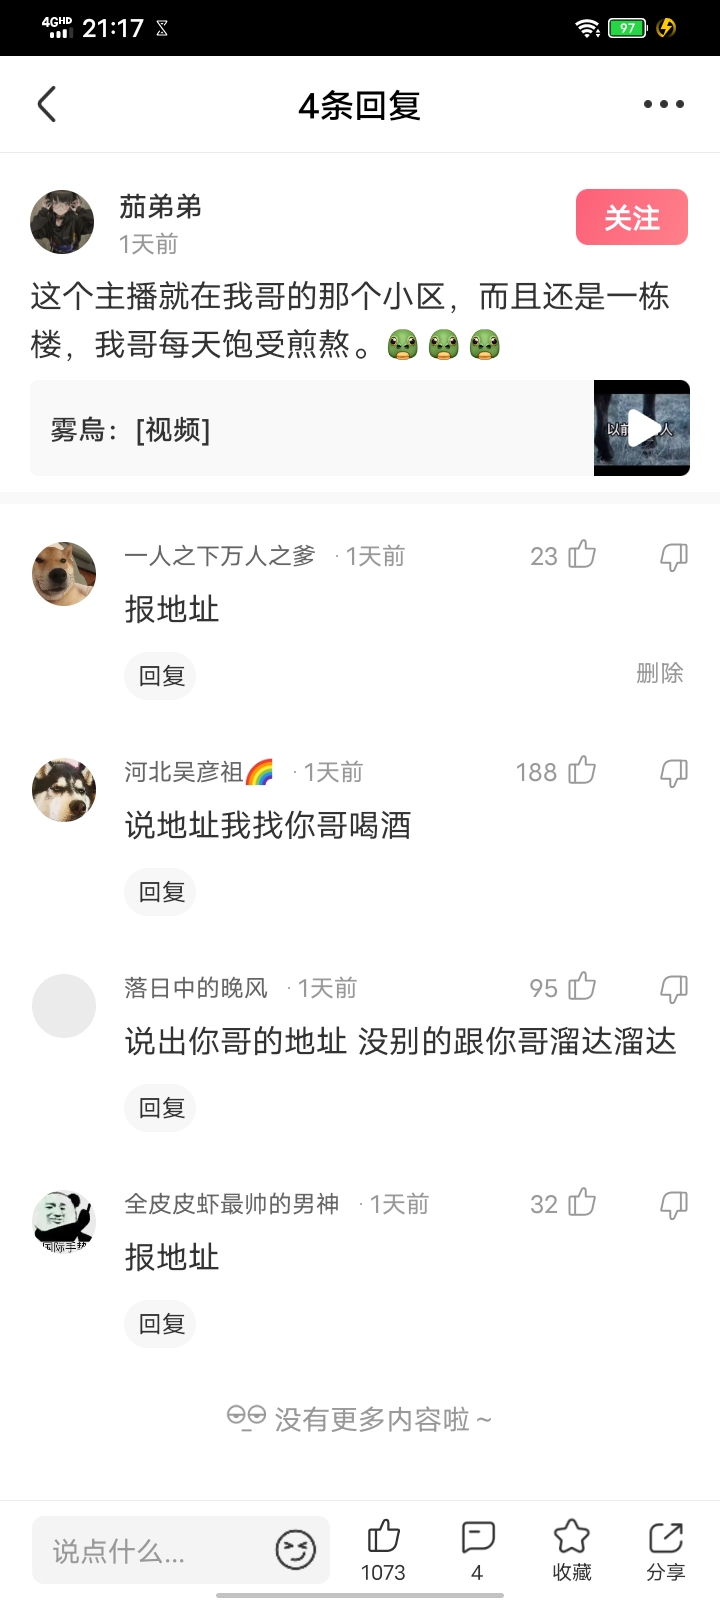 4GHD 21:17 97
4条回复
茄弟弟
1天前
关注
这个主播就在我哥的那个小区，而且还是一栋
楼，我哥每天饱受煎熬。
雾鳥：[视频]
以前 人
一人之下万人之爹 ·1天前 23
报地址
回复 删除
河北吴彦祖🌈 ·1天前 188
说地址我找你哥喝酒
回复
落日中的晚风 ·1天前 95
说出你哥的地址 没别的跟你哥溜达溜达
回复
全皮皮虾最帅的男神 ·1天前 32
国际手势
报地址
回复
没有更多内容啦～
说点什么...
1073 4 收藏 分享